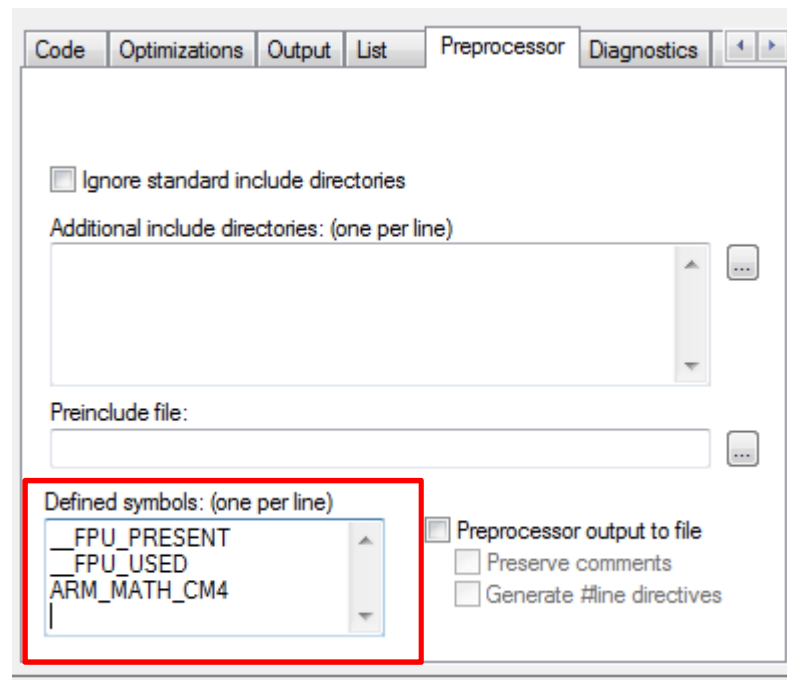 Code Optimizations Output List Preprocessor Diagnostics
Ignore standard include directories
Additional include directories: (one per line)
...
Preinclude file:
...
Defined symbols: (one per line)
__FPU_PRESENT
__FPU_USED
ARM_MATH_CM4
Preprocessor output to file
Preserve comments
Generate #line directives